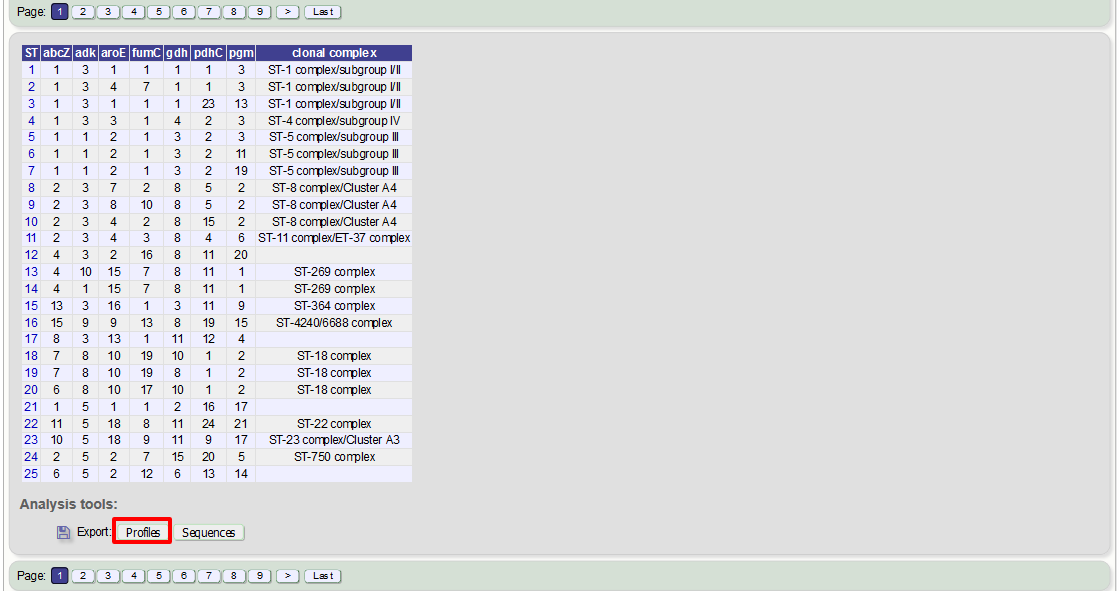 Page: 1 2 3 4 5 6 7 8 9 > Last
ST abcZ adk aroE fumC gdh pdhC pgm clonal complex
1 1 3 1 1 1 1 3 ST-1 complex/subgroup I/II
2 1 3 4 7 1 1 3 ST-1 complex/subgroup I/II
3 1 3 1 1 1 23 13 ST-1 complex/subgroup I/II
4 1 3 3 1 4 2 3 ST-4 complex/subgroup IV
5 1 1 2 1 3 2 3 ST-5 complex/subgroup III
6 1 1 2 1 3 2 11 ST-5 complex/subgroup III
7 1 1 2 1 3 2 19 ST-5 complex/subgroup III
8 2 3 7 2 8 5 2 ST-8 complex/Cluster A4
9 2 3 8 10 8 5 2 ST-8 complex/Cluster A4
10 2 3 4 2 8 15 2 ST-8 complex/Cluster A4
11 2 3 4 3 8 4 6 ST-11 complex/ET-37 complex
12 4 3 2 16 8 11 20
13 4 10 15 7 8 11 1 ST-269 complex
14 4 1 15 7 8 11 1 ST-269 complex
15 13 3 16 1 3 11 9 ST-364 complex
16 15 9 9 13 8 19 15 ST-4240/6688 complex
17 8 3 13 1 11 12 4
18 7 8 10 19 10 1 2 ST-18 complex
19 7 8 10 19 8 1 2 ST-18 complex
20 6 8 10 17 10 1 2 ST-18 complex
21 1 5 1 1 2 16 17
22 11 5 18 8 11 24 21 ST-22 complex
23 10 5 18 9 11 9 17 ST-23 complex/Cluster A3
24 2 5 2 7 15 20 5 ST-750 complex
25 6 5 2 12 6 13 14
Analysis tools:
Export: Profiles Sequences
Page: 1 2 3 4 5 6 7 8 9 > Last